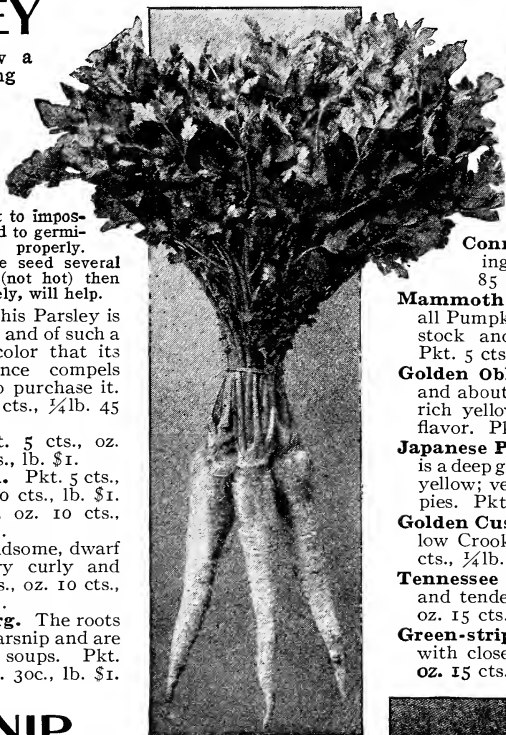 EY
w a
ng
t to impos-
d to germi-
properly.
e seed several
(not hot) then
ely, will help.
his Parsley is
and of such a
color that its
nce compels
o purchase it.
cts., ¼lb. 45
t. 5 cts., oz.
s., lb. $1.
. Pkt. 5 cts.,
o cts., lb. $1.
. oz. 10 cts.,
.
ndsome, dwarf
ry curly and
s., oz. 10 cts.,
.
rg. The roots
arsnip and are
soups. Pkt.
. 30c., lb. $1.
NIP
Conn
ing
85
Mammoth
all Pumpk
stock and
Pkt. 5 cts
Golden Obl
and about
rich yellow
flavor. Pk
Japanese P
is a deep g
yellow; ve
pies. Pkt
Golden Cus
low Crook
cts., ¼lb.
Tennessee
and tende
oz. 15 cts.
Green-strip
with close
oz. 15 cts.